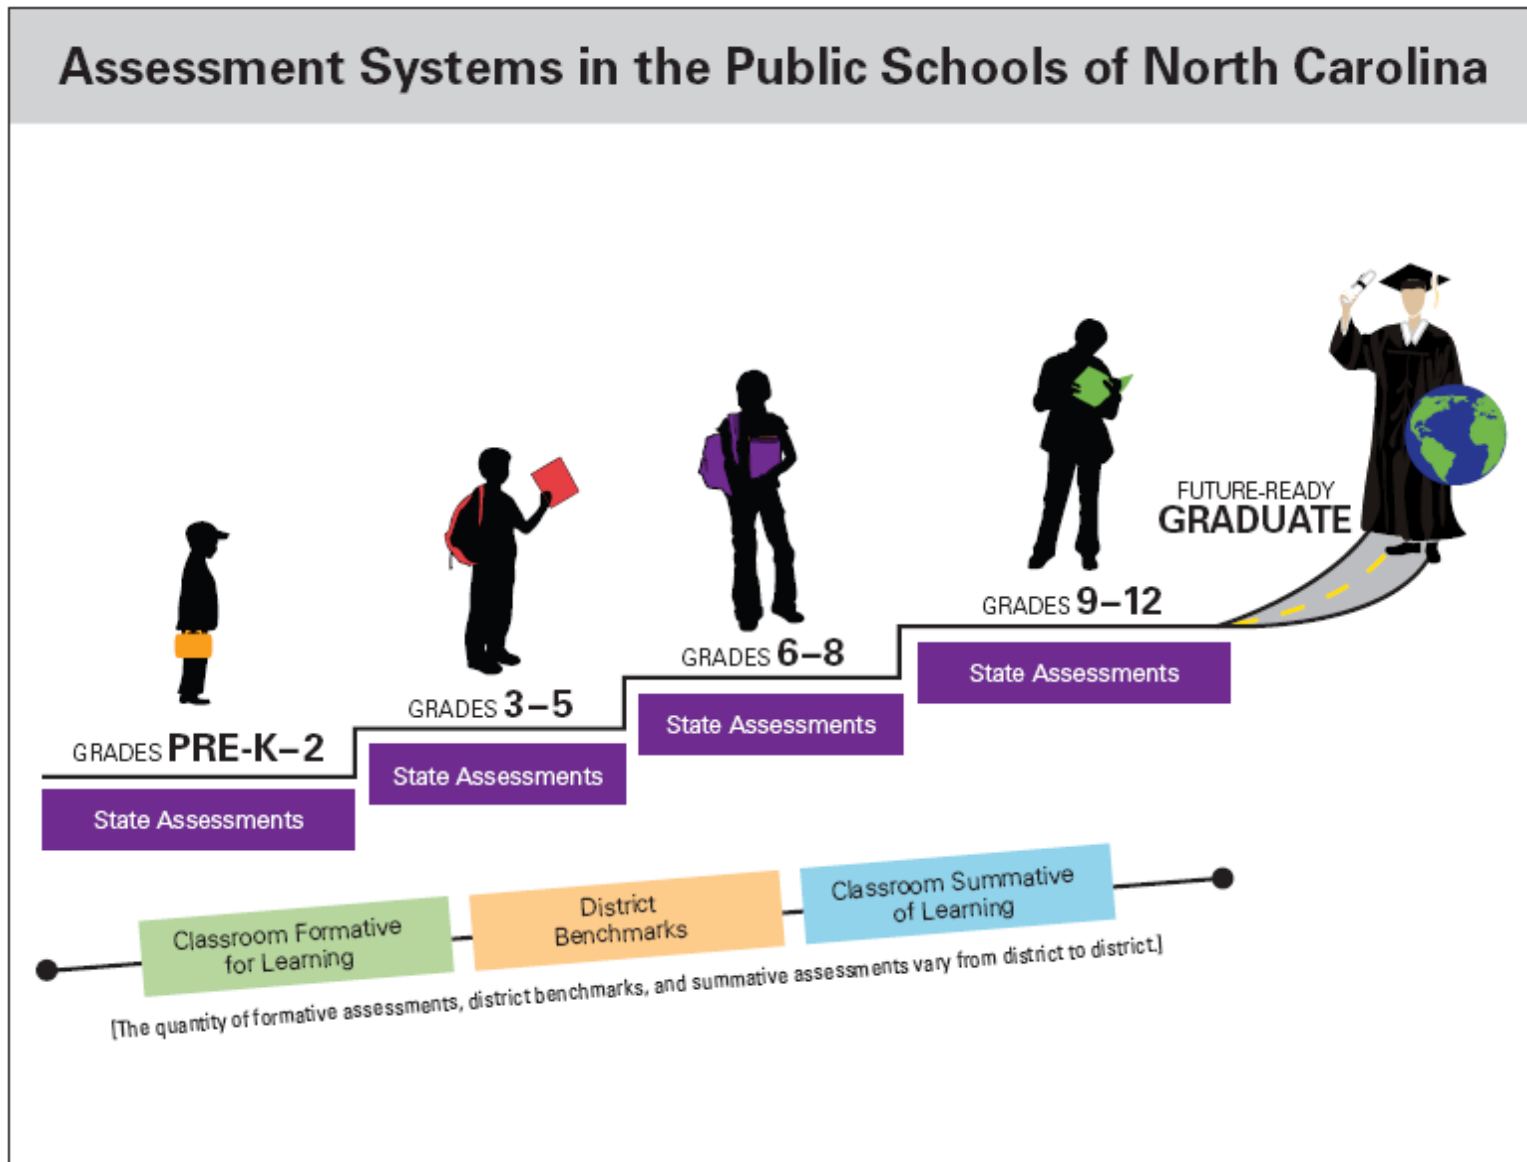 Assessment Systems in the Public Schools of North Carolina
FUTURE-READY
GRADUATE
GRADES 9–12
State Assessments
GRADES 6–8
State Assessments
GRADES 3–5
State Assessments
GRADES PRE-K–2
State Assessments
Classroom Formative
for Learning
District
Benchmarks
Classroom Summative
of Learning
[The quantity of formative assessments, district benchmarks, and summative assessments vary from district to district.]